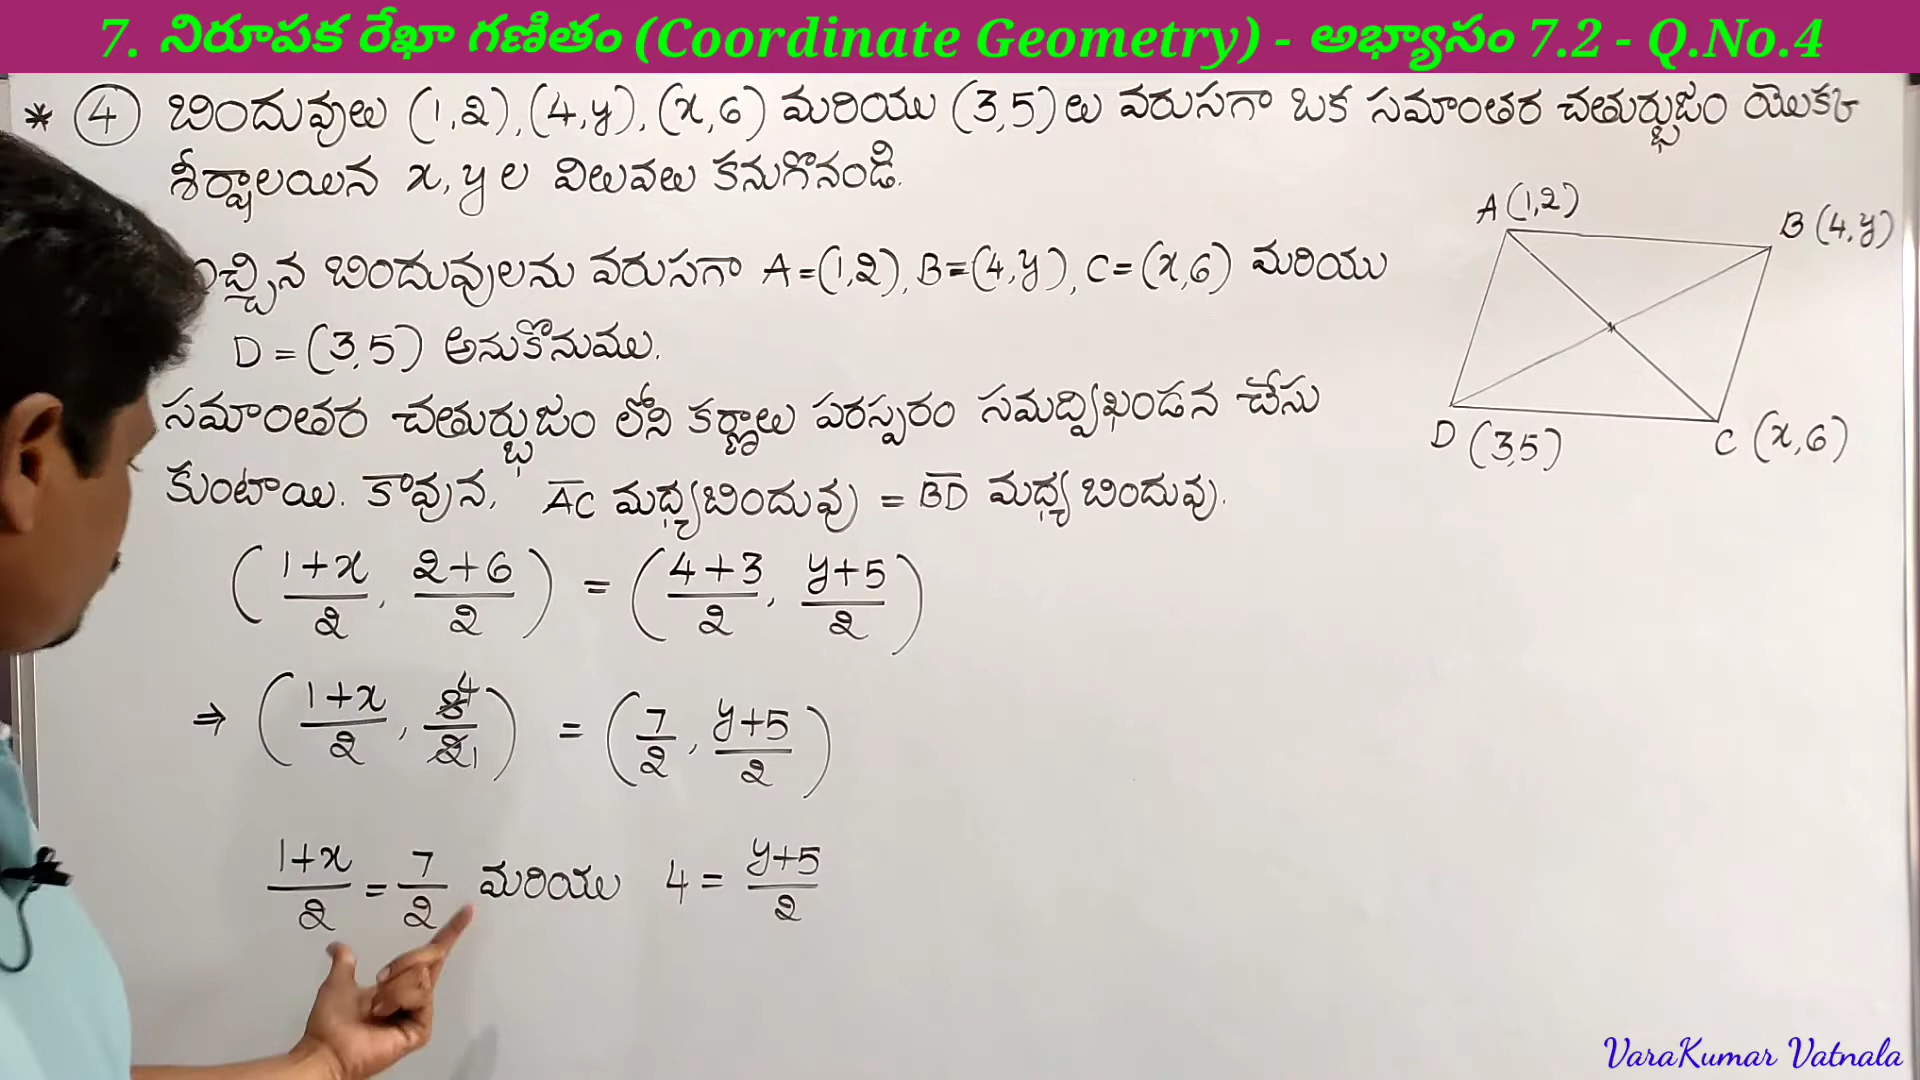 7. నిరూపక రేఖా గణితం (Coordinate Geometry) - అభ్యాసం 7.2 - Q.No.4
* ④ బిందువులు (1,2), (4,y), (x,6) మరియు (3,5)లు వరుసగా ఒక సమాంతర చతుర్భుజం యొక్క
శీర్షాలయిన x, y ల విలువలు కనుగొనండి.
A (1,2)
B (4,y)
D (3,5)
C (x,6)
బిందువులను వరుసగా A=(1,2), B=(4,y), C=(x,6) మరియు
D = (3,5) అనుకొనుము.
సమాంతర చతుర్భుజం లోని కర్ణాలు పరస్పరం సమద్విఖండన చేసు
కుంటాయి. కావున, A̅C̅ మధ్యబిందువు = B̅D̅ మధ్య బిందువు.
((1+x)/2, (2+6)/2) = ((4+3)/2, (y+5)/2)
⇒ ((1+x)/2, 8̶4/2̶1) = (7/2, (y+5)/2)
(1+x)/2 = 7/2 మరియు 4 = (y+5)/2
VaraKumar Vatnala